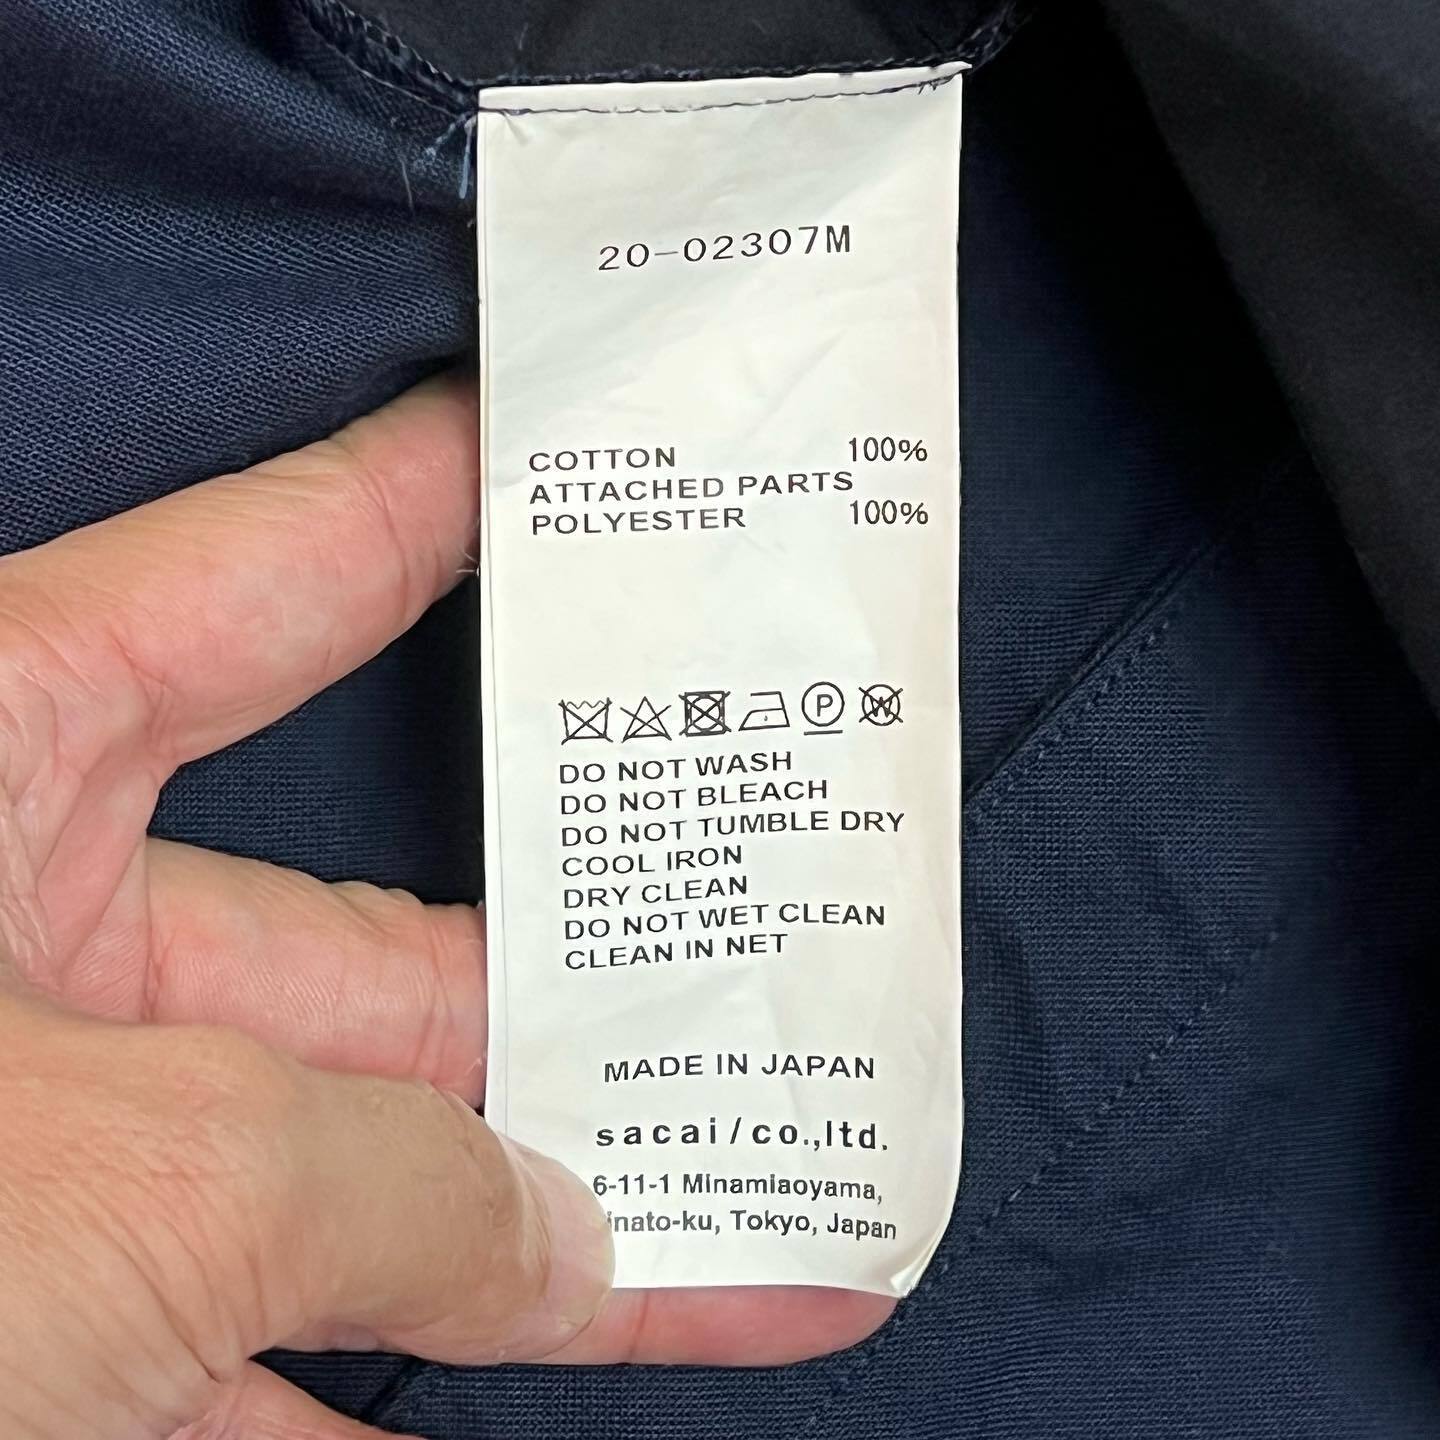 20-02307M
COTTON 100%
ATTACHED PARTS
POLYESTER 100%
P W
DO NOT WASH
DO NOT BLEACH
DO NOT TUMBLE DRY
COOL IRON
DRY CLEAN
DO NOT WET CLEAN
CLEAN IN NET
MADE IN JAPAN
sacai/co.,ltd.
6-11-1 Minamiaoyama,
inato-ku, Tokyo, Japan